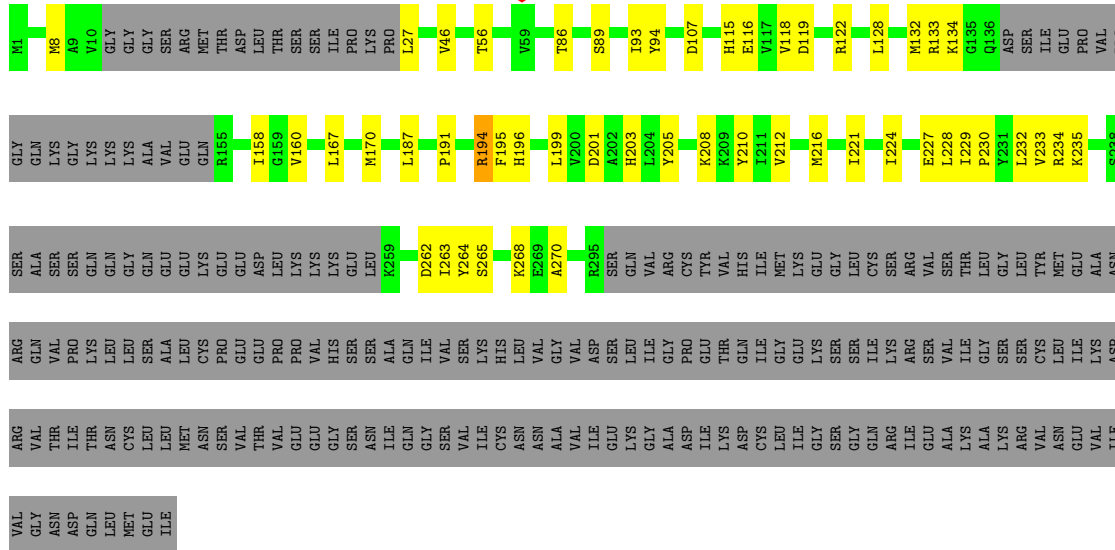 M1 M8 A9 V10 GLY GLY GLY SER ARG MET THR ASP LEU THR SER SER ILE PRO LYS PRO L27 V46 T56 V59 T86 S89 I93 Y94 D107 H115 E116 V117 V118 D119 R122 L128 M132 R133 K134 G135 Q136 ASP SER ILE GLU PRO VAL
GLY GLN LYS GLY LYS LYS LYS ALA VAL GLU GLN R155 I158 G159 V160 L167 M170 L187 P191 R194 F195 H196 L199 V200 D201 A202 H203 L204 Y205 K208 K209 Y210 I211 V212 M216 I221 I224 E227 L228 I229 P230 Y231 L232 V233 R234 K235 S238
SER ALA SER SER GLN GLN GLY GLN GLU GLU LYS GLU GLU ASP LEU LYS LYS LYS GLU LEU K259 D262 I263 Y264 S265 K268 E269 A270 R295 SER GLN VAL ARG CYS TYR VAL HIS ILE MET LYS GLU GLY LEU CYS SER ARG VAL SER THR LEU GLY LEU TYR MET GLU ALA ASN
ARG GLN VAL PRO LYS LEU LEU SER ALA LEU CYS PRO GLU GLU PRO PRO VAL HIS SER SER ALA GLN ILE VAL SER LYS HIS LEU VAL GLY VAL ASP SER LEU ILE GLY PRO GLU THR GLN ILE GLY GLU LYS SER SER ILE LYS ARG SER VAL ILE GLY SER SER CYS LEU ILE LYS ASP
ARG VAL THR ILE THR ASN CYS LEU LEU MET ASN SER VAL THR VAL GLU GLU GLY SER ASN ILE GLN GLY SER VAL ILE CYS ASN ASN ALA VAL ILE GLU LYS GLY ALA ASP ILE LYS ASP CYS LEU ILE GLY SER GLY GLN ARG ILE GLU ALA LYS ALA LYS ARG VAL ASN GLU VAL ILE
VAL GLY ASN ASP GLN LEU MET GLU ILE